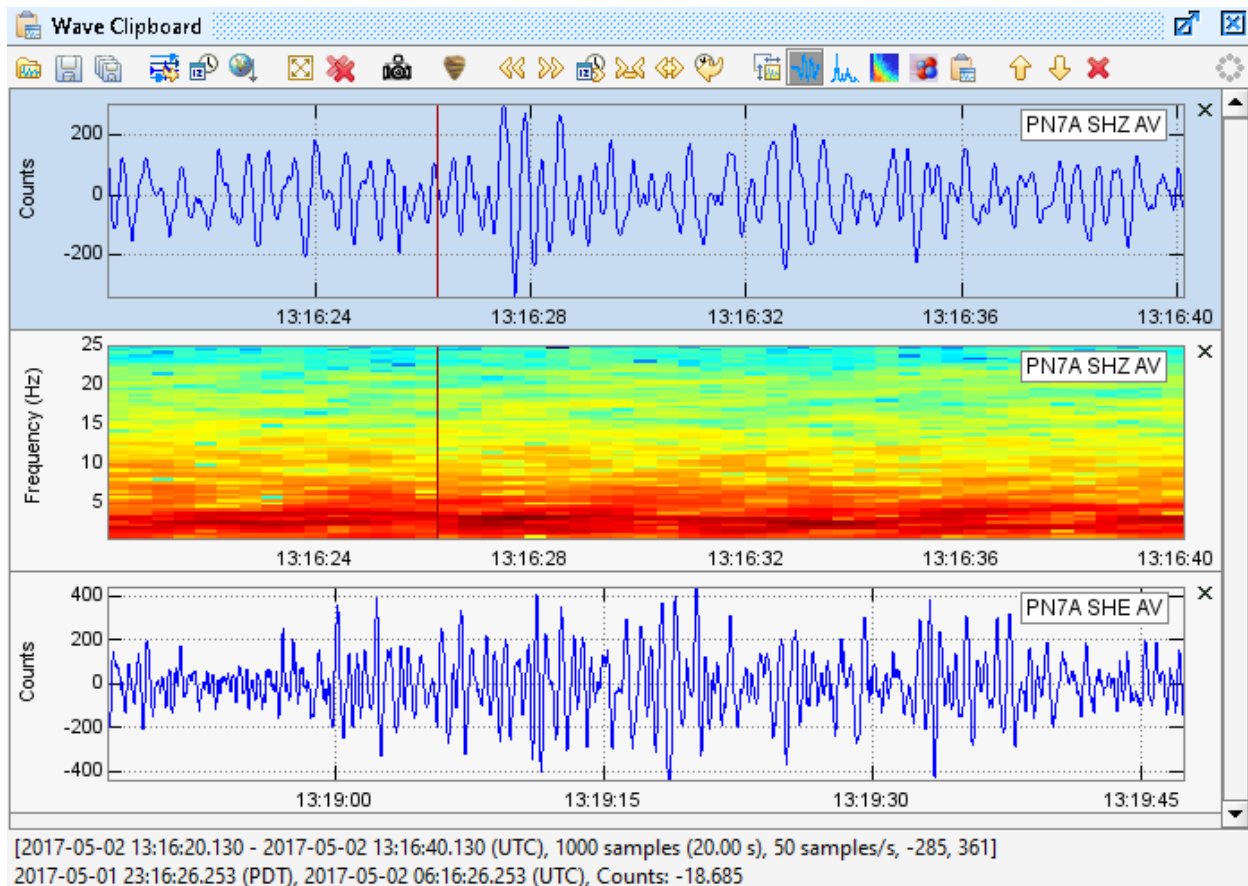 Wave Clipboard
PN7A SHZ AV
200
0
-200
Counts
13:16:24 13:16:28 13:16:32 13:16:36 13:16:40
PN7A SHZ AV
25
20
15
10
5
Frequency (Hz)
13:16:24 13:16:28 13:16:32 13:16:36 13:16:40
PN7A SHE AV
400
200
0
-200
-400
Counts
13:19:00 13:19:15 13:19:30 13:19:45
[2017-05-02 13:16:20.130 - 2017-05-02 13:16:40.130 (UTC), 1000 samples (20.00 s), 50 samples/s, -285, 361]
2017-05-01 23:16:26.253 (PDT), 2017-05-02 06:16:26.253 (UTC), Counts: -18.685